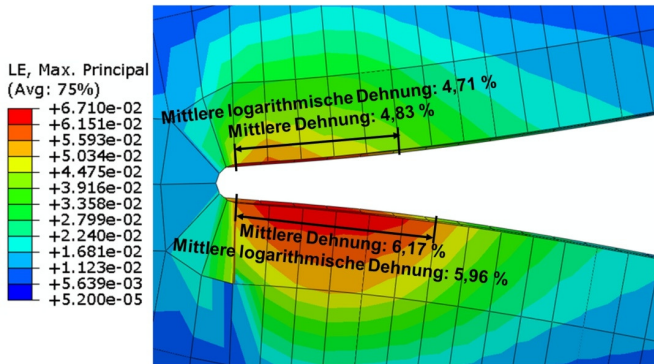 LE, Max. Principal
(Avg: 75%)
+6.710e-02
+6.151e-02
+5.593e-02
+5.034e-02
+4.475e-02
+3.916e-02
+3.358e-02
+2.799e-02
+2.240e-02
+1.681e-02
+1.123e-02
+5.639e-03
+5.200e-05
Mittlere logarithmische Dehnung: 4,71 %
Mittlere Dehnung: 4,83 %
Mittlere Dehnung: 6,17 %
Mittlere logarithmische Dehnung: 5,96 %